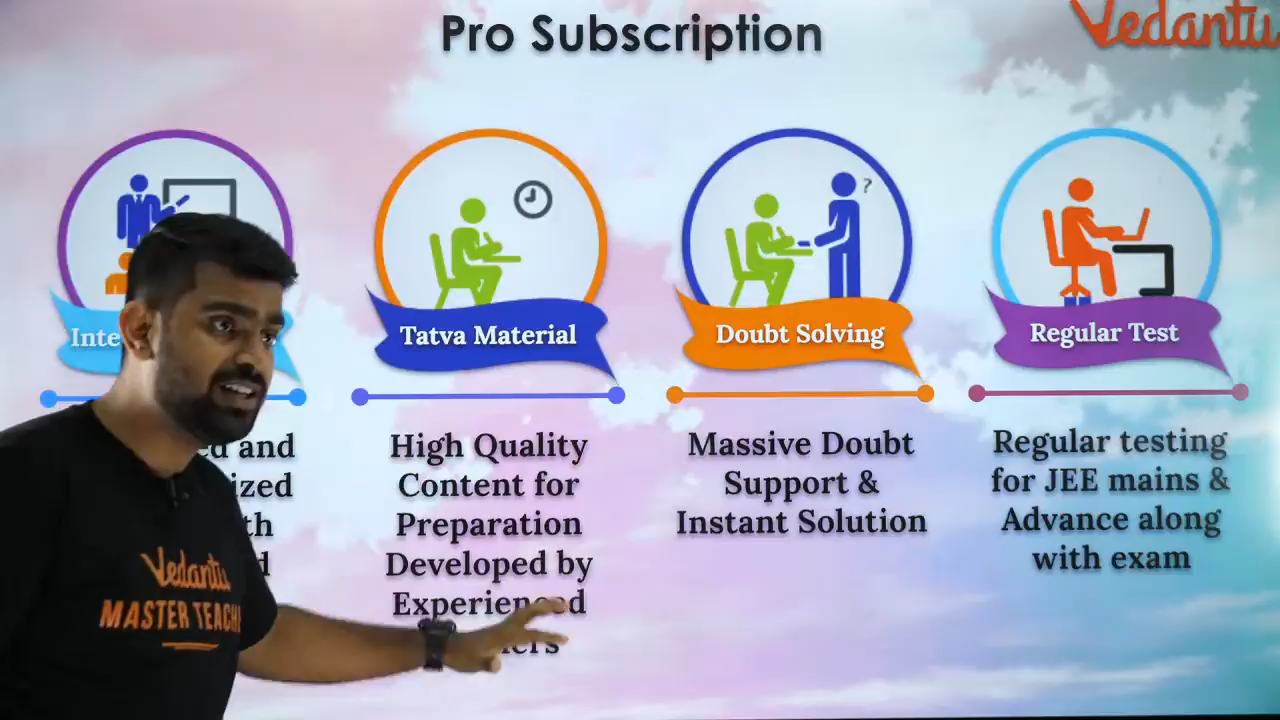 Pro Subscription
Vedantu
Tatva Material
Doubt Solving
Regular Test
ed and
ized
th
d
High Quality
Content for
Preparation
Developed by
Experienced
Massive Doubt
Support &
Instant Solution
Regular testing
for JEE mains &
Advance along
with exam
Vedantu
MASTER TEACH